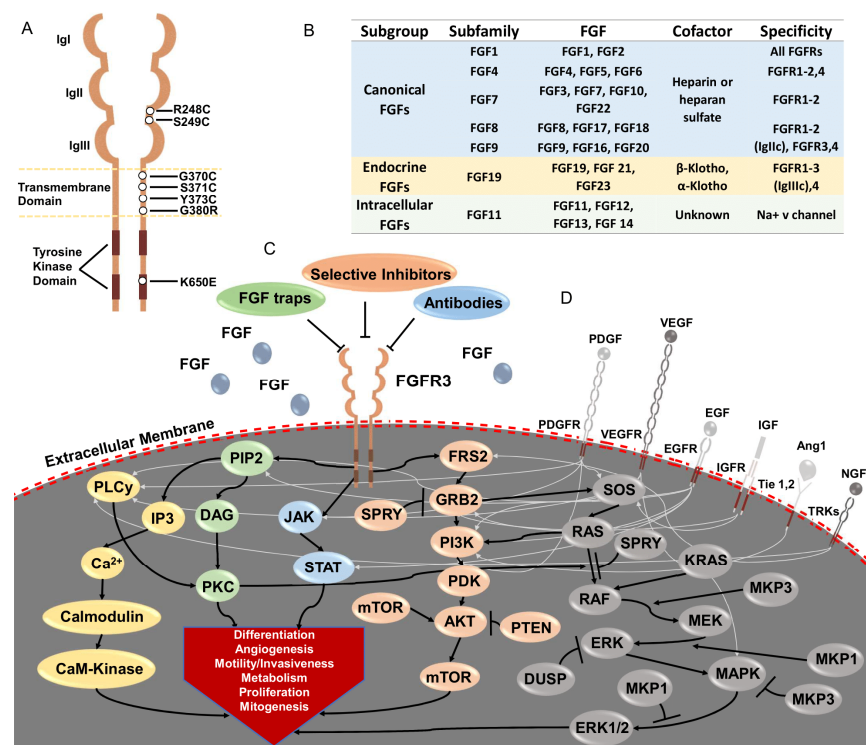 A
IgI
IgII
R248C
S249C
IgIII
G370C
S371C
Transmembrane
Domain
Y373C
G380R
Tyrosine
Kinase
Domain
K650E
B
Subgroup Subfamily FGF Cofactor Specificity
Canonical
FGFs
FGF1 FGF1, FGF2 All FGFRs
FGF4 FGF4, FGF5, FGF6 FGFR1-2,4
FGF7 FGF3, FGF7, FGF10,
FGF22
FGFR1-2
Heparin or
heparan
sulfate
FGF8 FGF8, FGF17, FGF18 FGFR1-2
FGF9 FGF9, FGF16, FGF20 (IgIIc), FGFR3,4
Endocrine
FGFs
FGF19
FGF19, FGF 21,
FGF23
β-Klotho,
α-Klotho
FGFR1-3
(IgIIIc),4
Intracellular
FGFs
FGF11
FGF11, FGF12,
FGF13, FGF 14
Unknown
Na+ v channel
C
Selective Inhibitors
FGF traps
Antibodies
FGF
FGF
FGF
FGF
FGFR3
D
PDGF
VEGF
EGF
IGF
Ang1
NGF
PDGFR
VEGFR
EGFR
IGFR
Tie 1,2
TRKs
Extracellular Membrane
PIP2
FRS2
PLCy
SOS
IP3
DAG
JAK
SPRY
GRB2
RAS
SPRY
PI3K
KRAS
Ca2+
STAT
PKC
PDK
RAF
MKP3
Calmodulin
mTOR
AKT
PTEN
MEK
Differentiation
Angiogenesis
Motility/Invasiveness
Metabolism
Proliferation
Mitogenesis
ERK
MKP1
CaM-Kinase
mTOR
DUSP
MAPK
MKP1
MKP3
ERK1/2